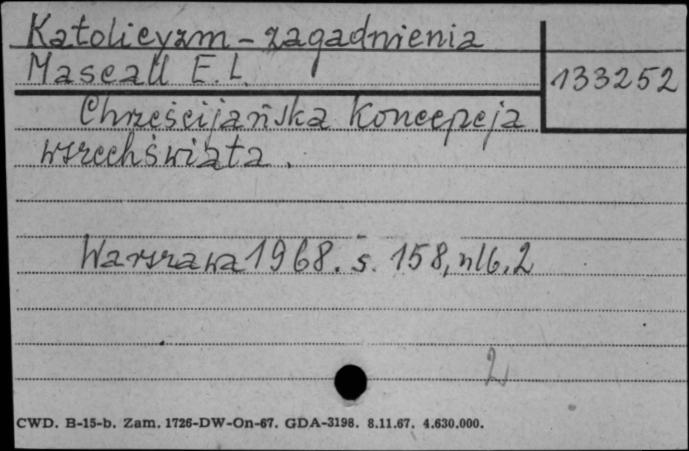 Katolicyzm - zagadnienia
Mascall E. L.
133252
Chrześcijańska Koncepcja
wszechświata.
Warszawa 1968. s. 158, nlb. 2
2
CWD. B-15-b. Zam. 1726-DW-On-67. GDA-3198. 8.11.67. 4.630.000.